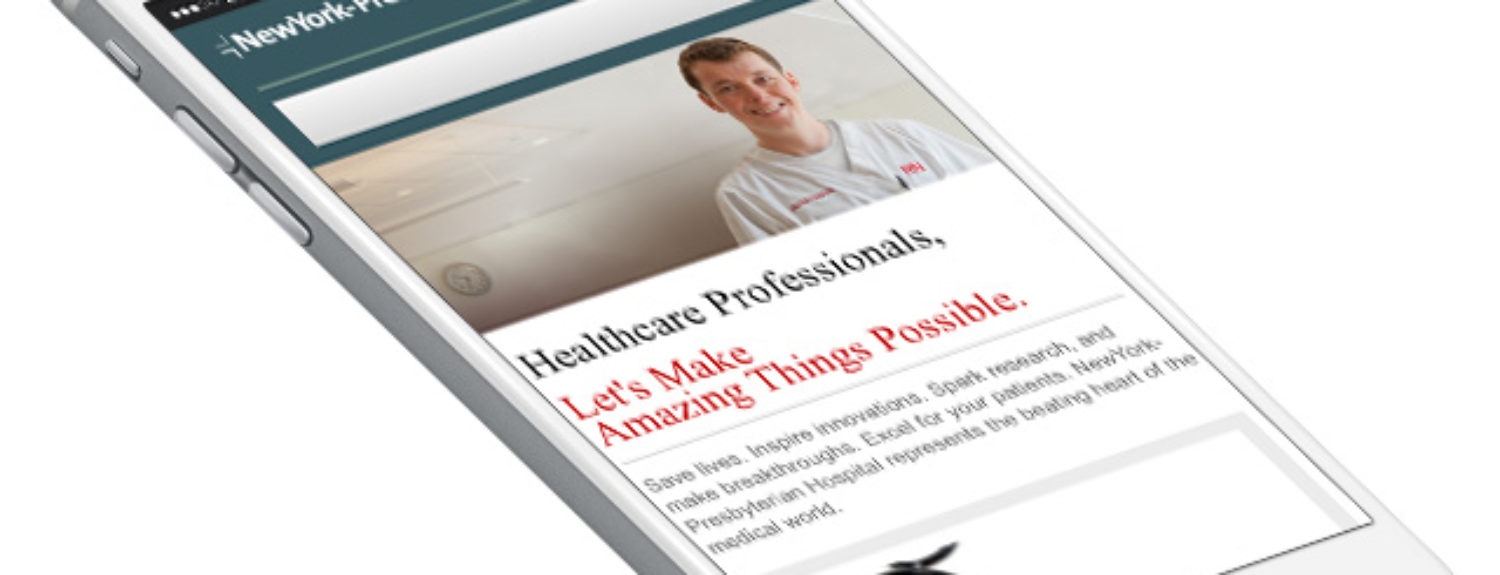 NewYork-Pre
Healthcare Professionals,
Let's Make
Amazing Things Possible.
Save lives. Inspire innovations. Spark research, and
make breakthroughs. Excel for your patients. NewYork-
Presbyterian Hospital represents the beating heart of the
medical world.